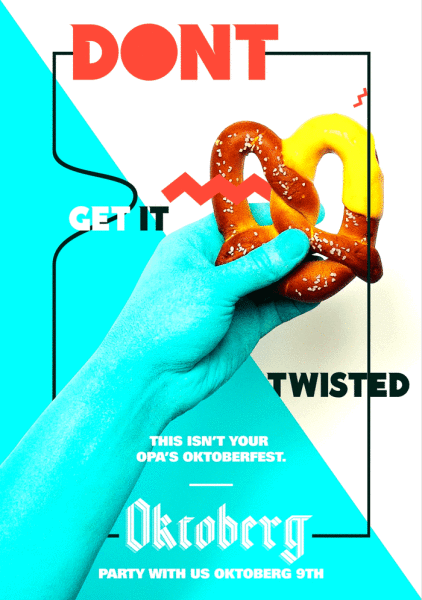 DONT
GET IT
TWISTED
THIS ISN'T YOUR
OPA'S OKTOBERFEST.
Oktoberg
PARTY WITH US OKTOBERG 9TH